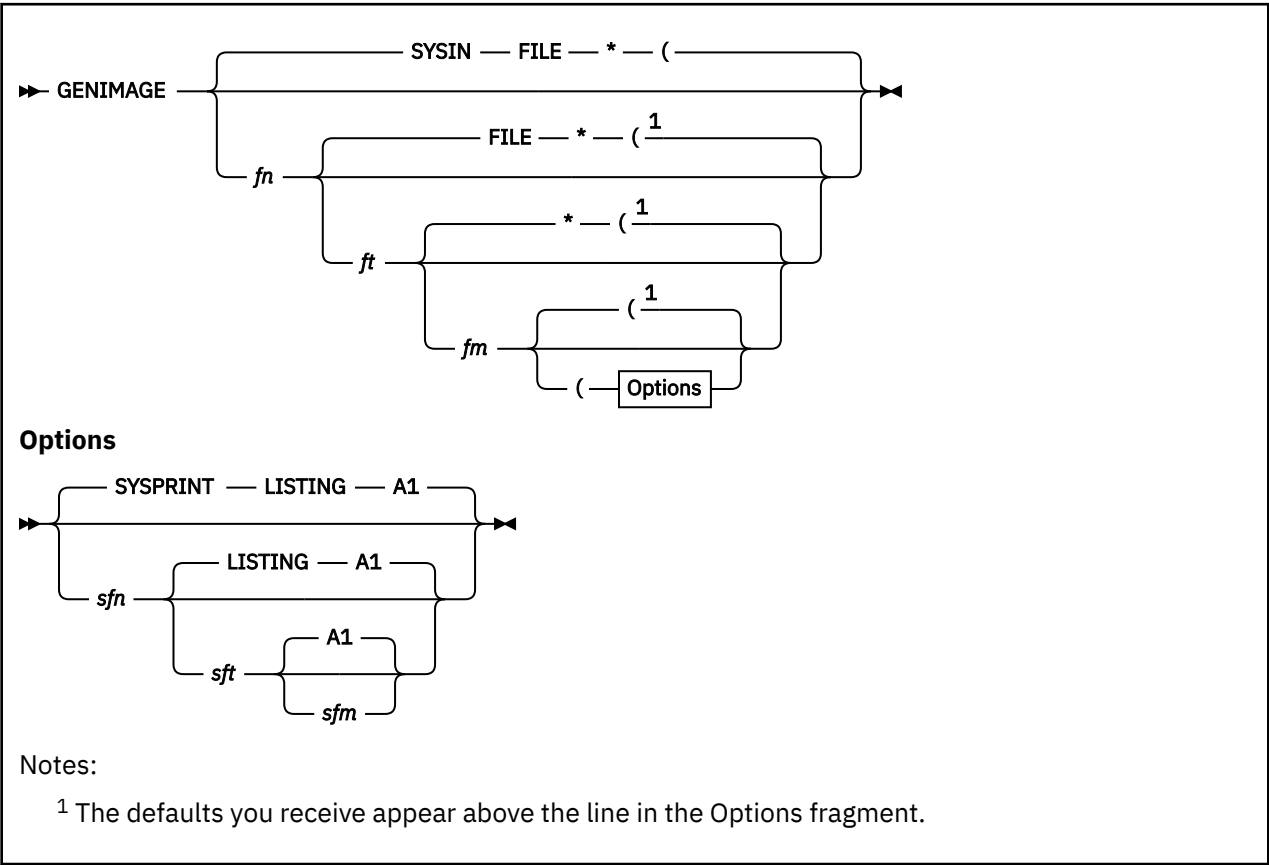 SYSIN FILE * (
GENIMAGE
FILE * ( 1
fn
* ( 1
ft
( 1
fm
( Options
Options
SYSPRINT LISTING A1
LISTING A1
sfn
A1
sft
sfm
Notes:
1 The defaults you receive appear above the line in the Options fragment.